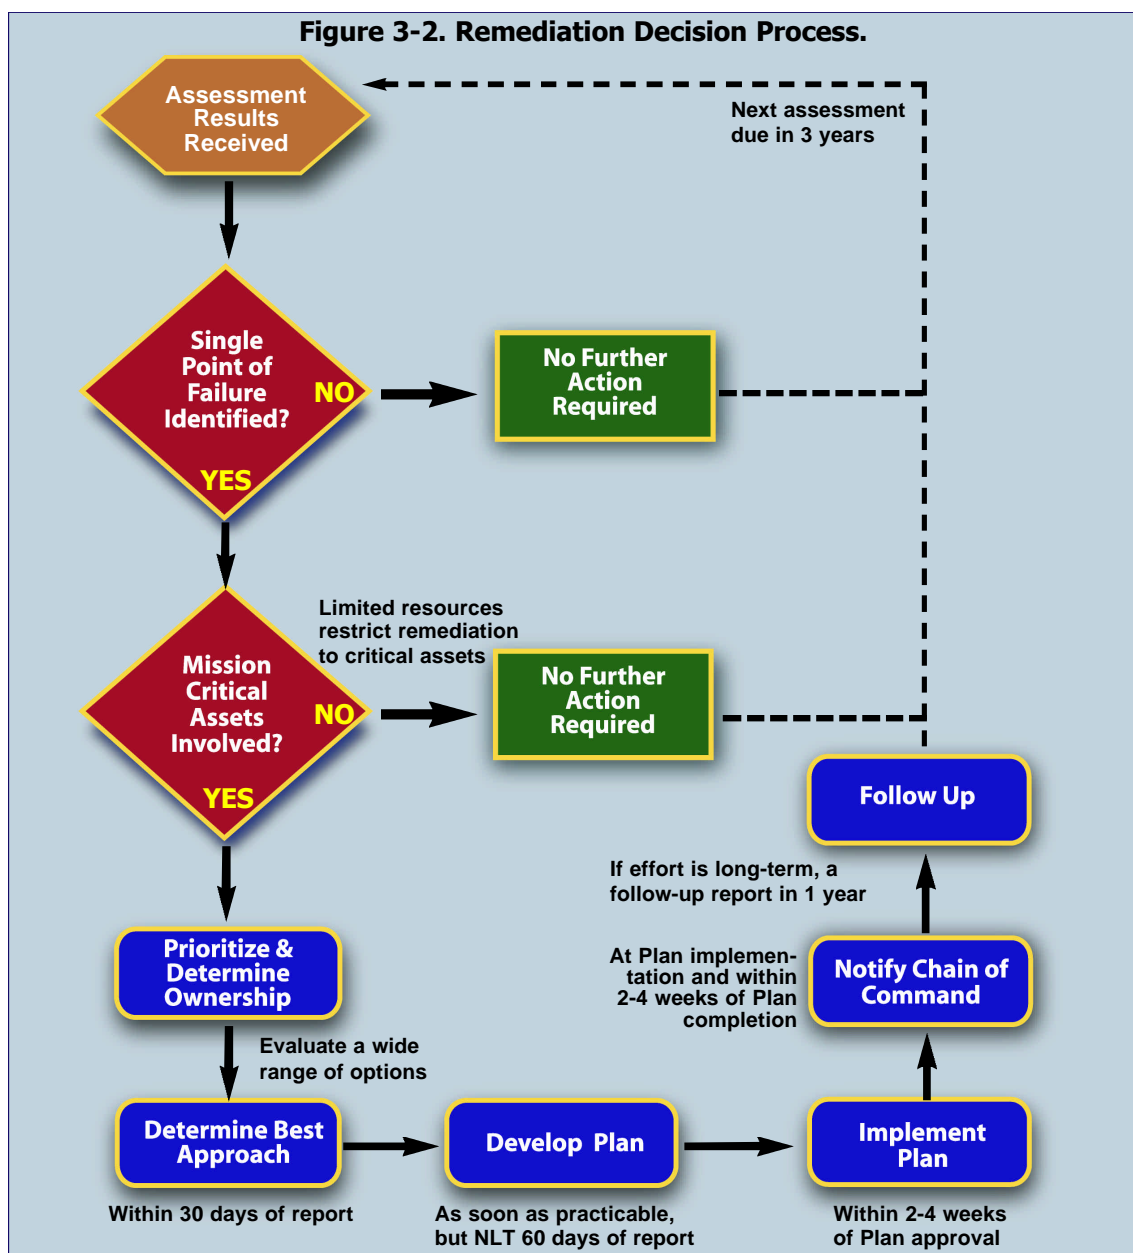 Figure 3-2. Remediation Decision Process.
Assessment
Results
Received
Next assessment
due in 3 years
Single
Point of
Failure
Identified?
NO
YES
No Further
Action
Required
Limited resources
restrict remediation
to critical assets
Mission
Critical
Assets
Involved?
NO
YES
No Further
Action
Required
Follow Up
If effort is long-term, a
follow-up report in 1 year
Prioritize &
Determine
Ownership
At Plan implemen-
tation and within
2-4 weeks of Plan
completion
Notify Chain of
Command
Evaluate a wide
range of options
Determine Best
Approach
Develop Plan
Implement
Plan
Within 30 days of report
As soon as practicable,
but NLT 60 days of report
Within 2-4 weeks
of Plan approval